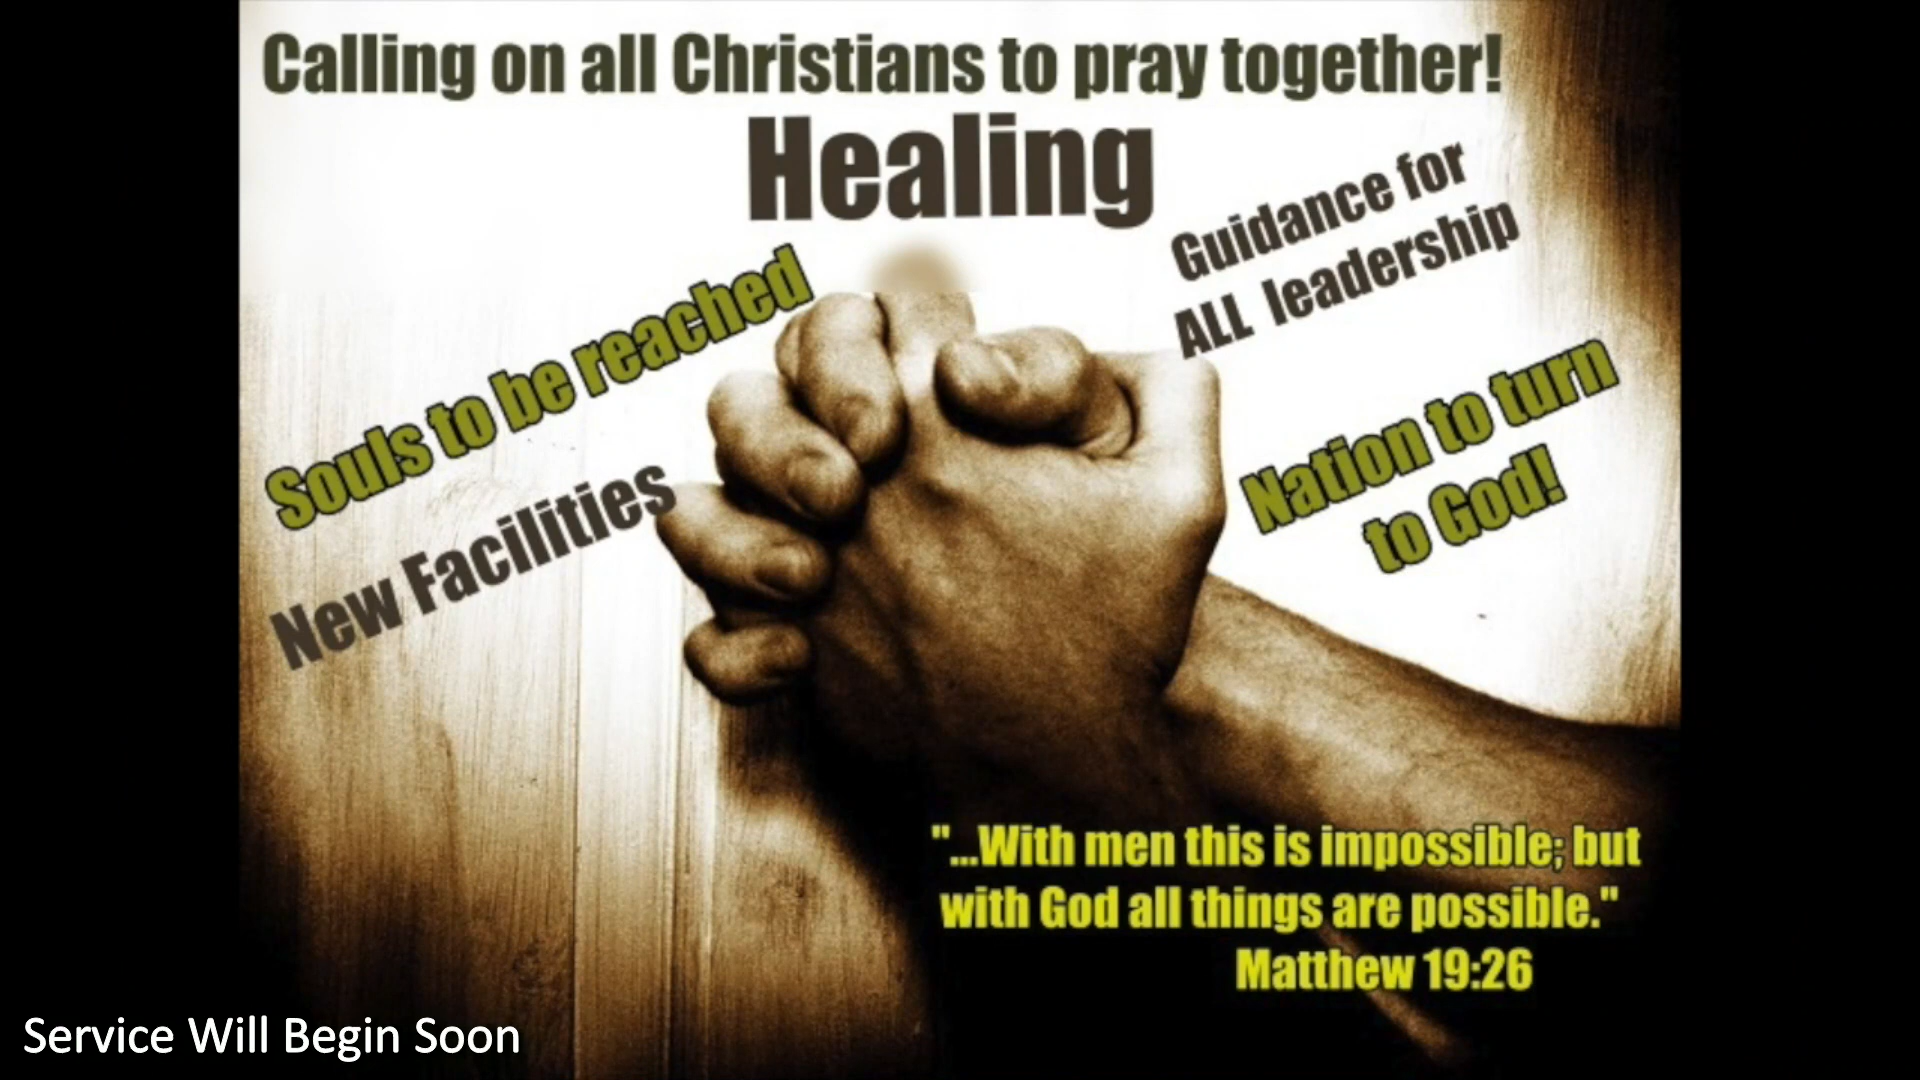 Calling on all Christians to pray together!
Healing
Guidance for
ALL leadership
Souls to be reached
New Facilities
Nation to turn
to God!
"...With men this is impossible; but
with God all things are possible."
Matthew 19:26
Service Will Begin Soon